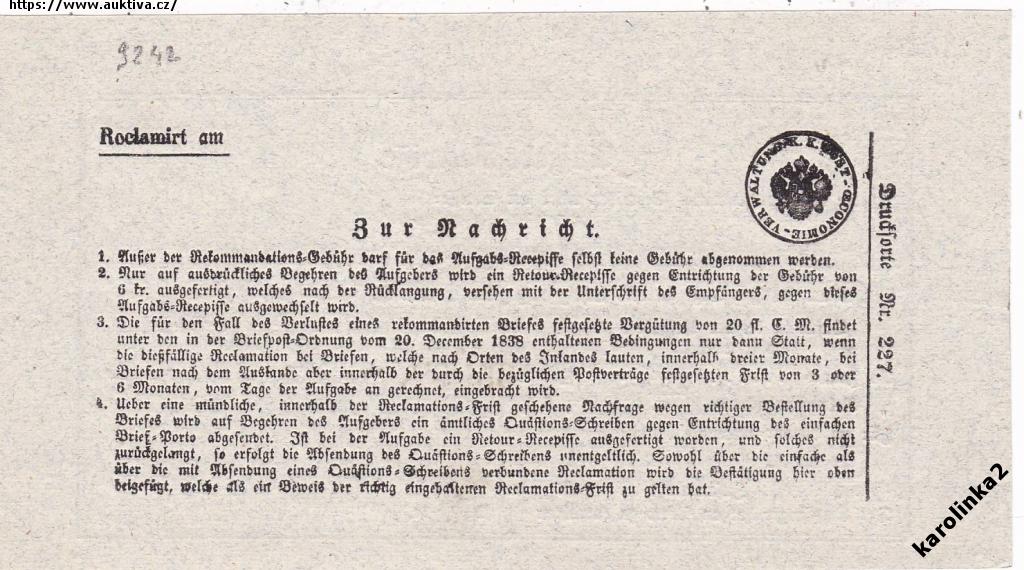 https://www.auktiva.cz/
9242
Reclamirt am
VERWALTUNG K. K. POST-ŒCONOMIE-
Zur Nachricht.
1. Außer der Rekommandations-Gebühr darf für das Aufgabs-Recepisse selbst keine Gebühr abgenommen werden.
2. Nur auf ausdrückliches Begehren des Aufgebers wird ein Retour-Recepisse gegen Entrichtung der Gebühr von
6 kr. ausgefertigt, welches nach der Rücklangung, versehen mit der Unterschrift des Empfängers, gegen dieses
Aufgabs-Recepisse ausgewechselt wird.
3. Die für den Fall des Verlustes eines rekommandirten Briefes festgesetzte Vergütung von 20 fl. C. M. findet
unter den in der Briefpost-Ordnung vom 20. December 1838 enthaltenen Bedingungen nur dann Statt, wenn
die dießfällige Reclamation bei Briefen, welche nach Orten des Inlandes lauten, innerhalb dreier Monate, bei
Briefen nach dem Auslande aber innerhalb der durch die bezüglichen Postverträge festgesetzten Frist von 3 oder
6 Monaten, vom Tage der Aufgabe an gerechnet, eingebracht wird.
4. Ueber eine mündliche, innerhalb der Reclamations-Frist geschehene Nachfrage wegen richtiger Bestellung des
Briefes wird auf Begehren des Aufgebers ein ämtliches Quästions-Schreiben gegen Entrichtung des einfachen
Brief-Porto abgesendet. Ist bei der Aufgabe ein Retour-Recepisse ausgefertigt worden, und solches nicht
zurückgelangt, so erfolgt die Absendung des Quästions-Schreibens unentgeltlich. Sowohl über die einfache als
über die mit Absendung eines Quästions-Schreibens verbundene Reclamation wird die Bestätigung hier oben
beigefügt, welche als ein Beweis der richtig eingehaltenen Reclamations-Frist zu gelten hat.
Drucksorte Nr. 227.
karolinka2